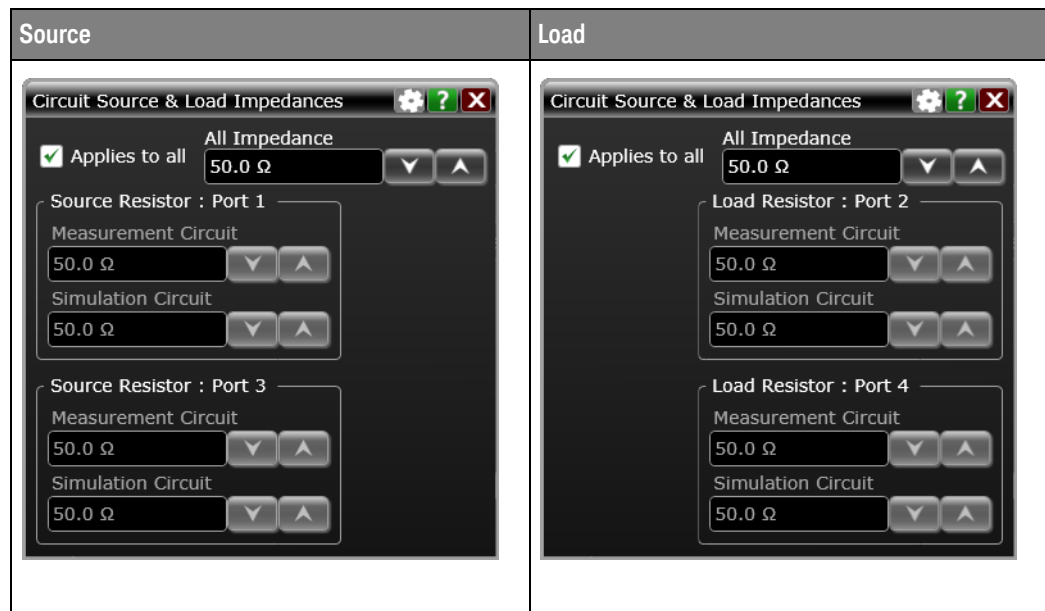 Source
Circuit Source & Load Impedances ?
All Impedance
Applies to all
50.0 Ω
Source Resistor : Port 1
Measurement Circuit
50.0 Ω
Simulation Circuit
50.0 Ω
Source Resistor : Port 3
Measurement Circuit
50.0 Ω
Simulation Circuit
50.0 Ω
Load
Circuit Source & Load Impedances ?
All Impedance
Applies to all
50.0 Ω
Load Resistor : Port 2
Measurement Circuit
50.0 Ω
Simulation Circuit
50.0 Ω
Load Resistor : Port 4
Measurement Circuit
50.0 Ω
Simulation Circuit
50.0 Ω